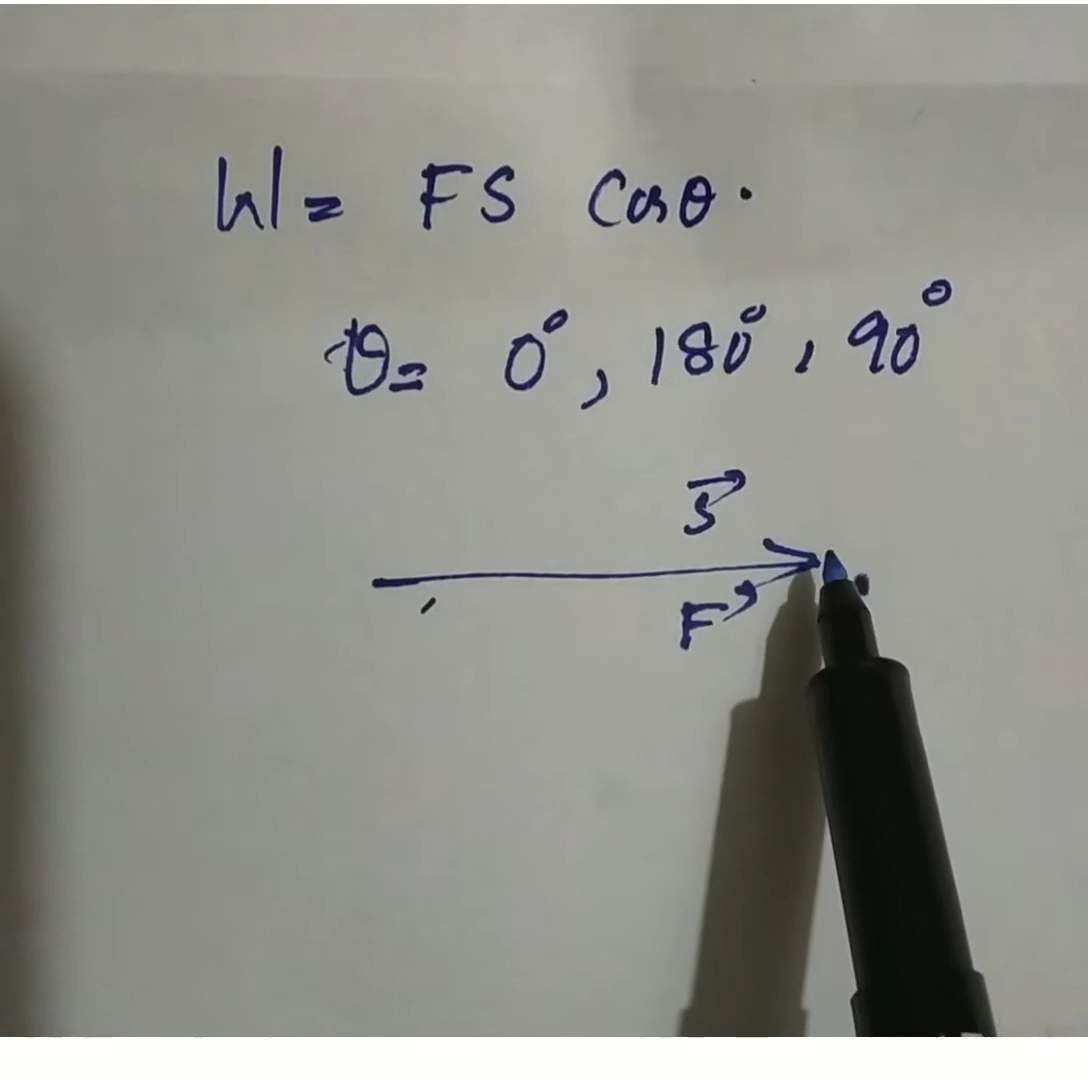 W = FS Cosθ.
θ = 0°, 180°, 90°
S⃗
F⃗